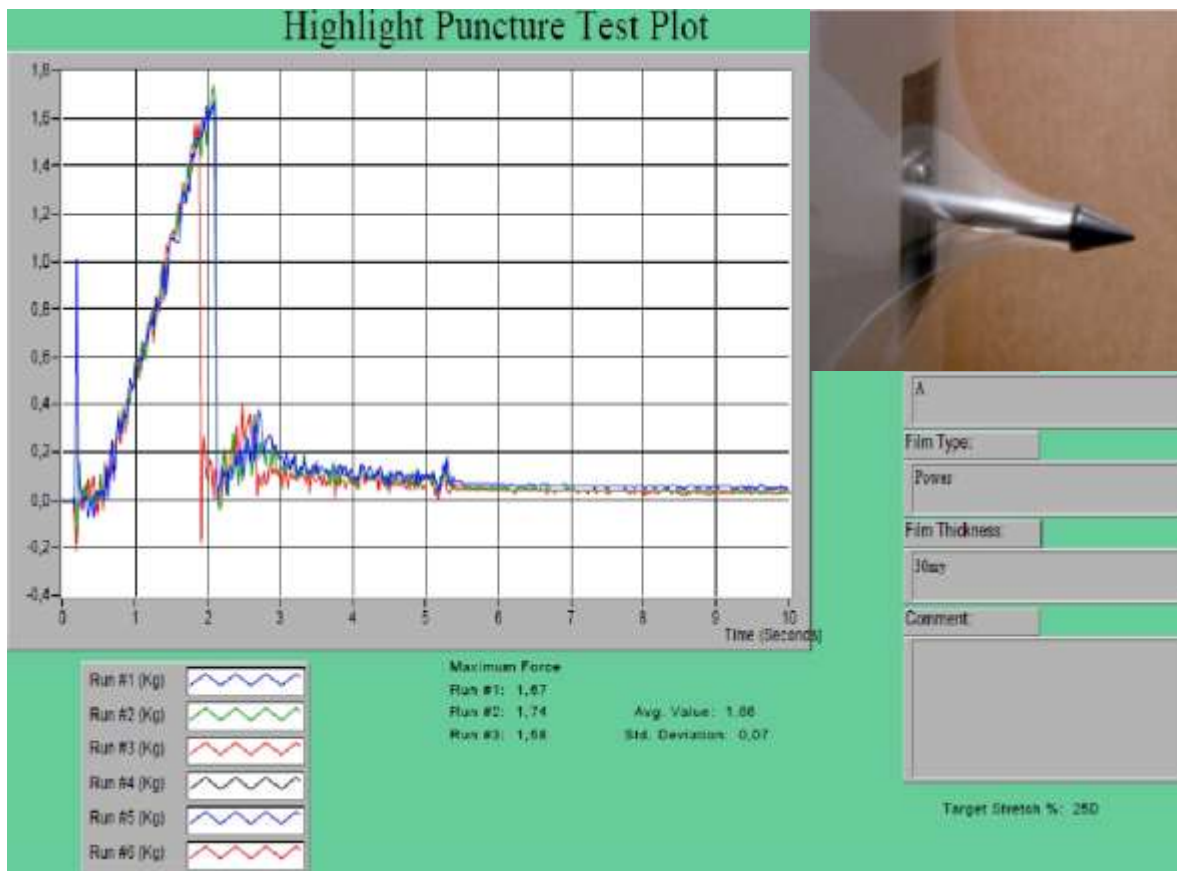 Highlight Puncture Test Plot
1,8
1,6
1,4
1,2
1,0
0,8
0,6
0,4
0,2
0,0
-0,2
-0,4
0 1 2 3 4 5 6 7 8 9 10
Time (Seconds)
A
Film Type:
Power
Film Thickness:
30my
Comment:
Run #1 (Kg)
Run #2 (Kg)
Run #3 (Kg)
Run #4 (Kg)
Run #5 (Kg)
Run #6 (Kg)
Maximum Force
Run #1: 1,67
Run #2: 1,74
Run #3: 1,58
Avg. Value: 1,66
Std. Deviation: 0,07
Target Stretch %: 250